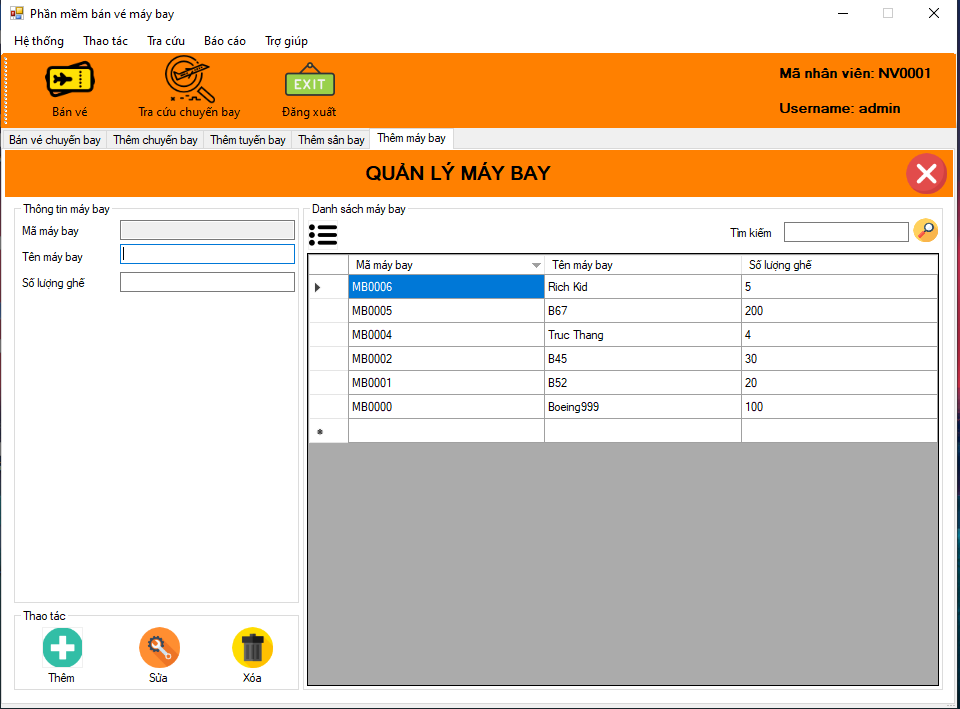 Phần mềm bán vé máy bay
Hệ thống Thao tác Tra cứu Báo cáo Trợ giúp
EXIT
Bán vé Tra cứu chuyến bay Đăng xuất
Mã nhân viên: NV0001
Username: admin
Bán vé chuyến bay Thêm chuyến bay Thêm tuyến bay Thêm sân bay Thêm máy bay
QUẢN LÝ MÁY BAY
Thông tin máy bay
Mã máy bay
Tên máy bay
Số lượng ghế
Danh sách máy bay
Tìm kiếm
Mã máy bay Tên máy bay Số lượng ghế
MB0006 Rich Kid 5
MB0005 B67 200
MB0004 Truc Thang 4
MB0002 B45 30
MB0001 B52 20
MB0000 Boeing999 100
Thao tác
Thêm Sửa Xóa